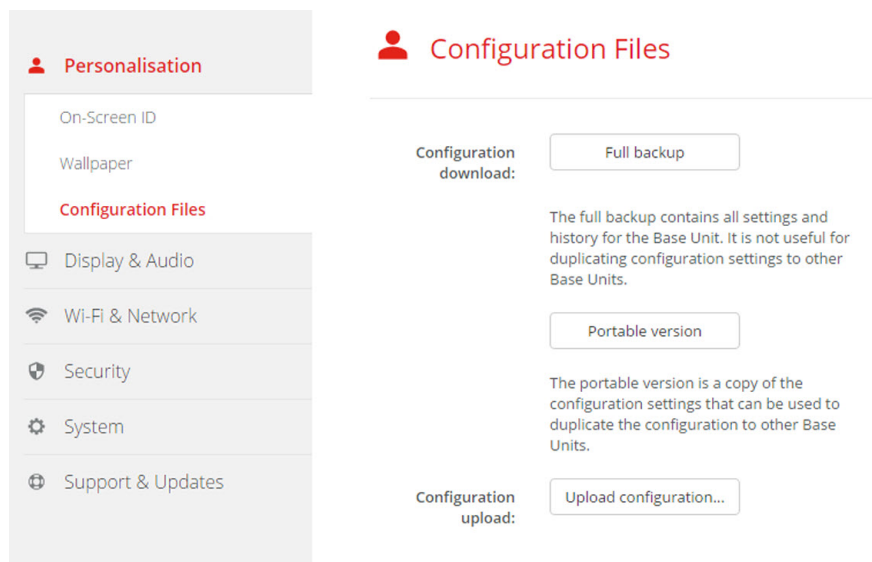 Personalisation
On-Screen ID
Wallpaper
Configuration Files
Display & Audio
Wi-Fi & Network
Security
System
Support & Updates
Configuration Files
Configuration
download:
Full backup
The full backup contains all settings and
history for the Base Unit. It is not useful for
duplicating configuration settings to other
Base Units.
Portable version
The portable version is a copy of the
configuration settings that can be used to
duplicate the configuration to other Base
Units.
Configuration
upload:
Upload configuration...